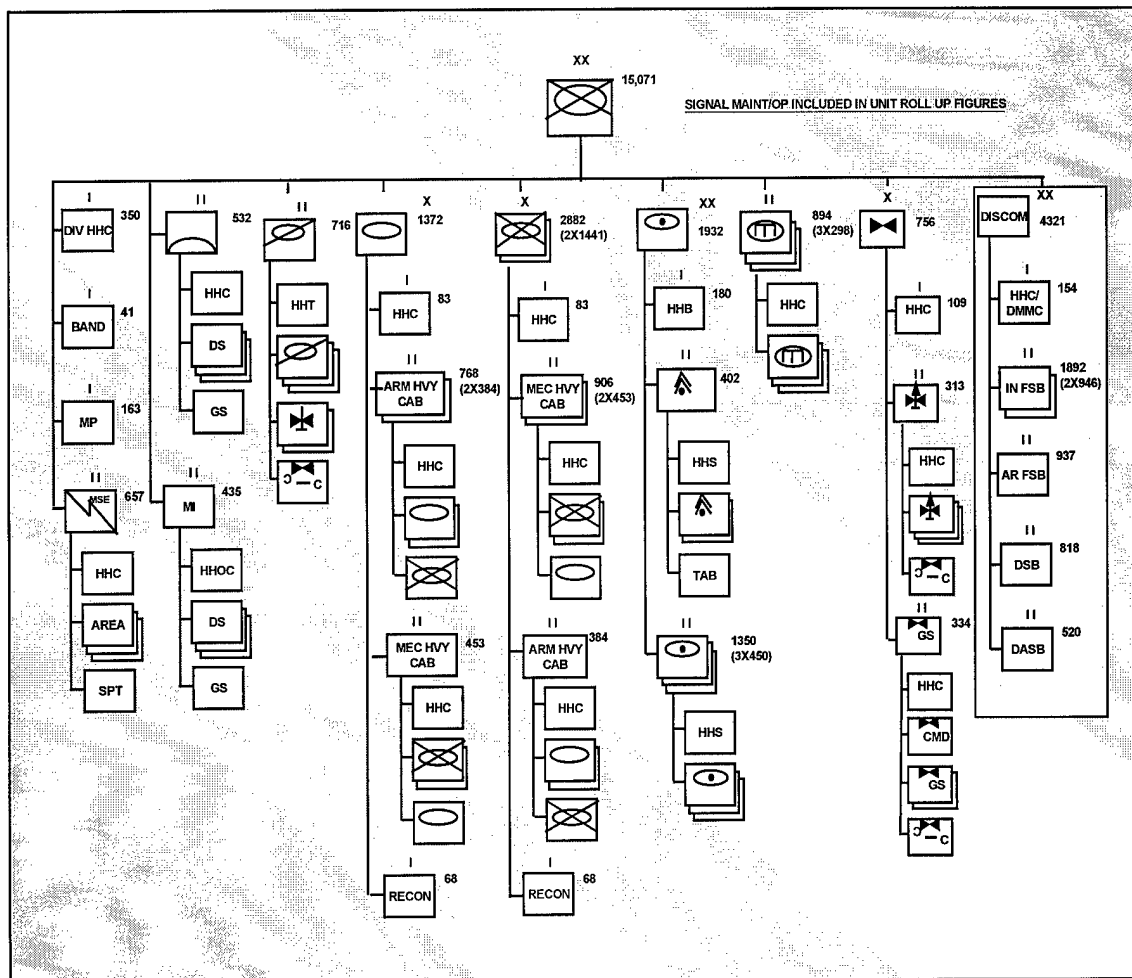 XX
15,071
SIGNAL MAINT/OP INCLUDED IN UNIT ROLL UP FIGURES
I
DIV HHC
350
I
BAND
41
I
MP
163
II
MSE
657
HHC
AREA
SPT
II
532
HHC
DS
GS
II
MI
435
HHOC
DS
GS
II
716
HHT
C
C
X
1372
I
HHC
83
II
ARM HVY
CAB
768
(2X384)
HHC
II
MEC HVY
CAB
453
HHC
I
RECON
68
X
2882
(2X1441)
I
HHC
83
II
MEC HVY
CAB
906
(2X453)
HHC
II
ARM HVY
CAB
384
HHC
I
RECON
68
XX
1932
I
HHB
180
II
402
HHS
TAB
II
1350
(3X450)
HHS
II
894
(3X298)
HHC
X
756
I
HHC
109
II
313
HHC
C
C
II
GS
334
HHC
CMD
GS
C
C
XX
DISCOM
4321
I
HHC/
DMMC
154
II
IN FSB
1892
(2X946)
II
AR FSB
937
II
DSB
818
II
DASB
520